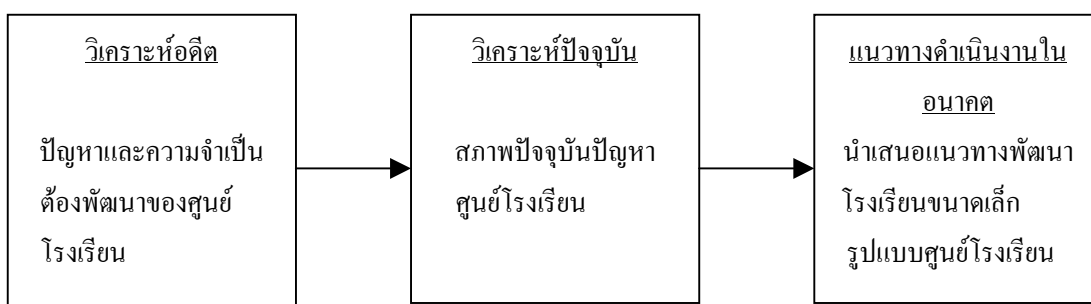 วิเคราะห์อดีต
ปัญหาและความจำเป็น
ต้องพัฒนาของศูนย์
โรงเรียน
วิเคราะห์ปัจจุบัน
สภาพปัจจุบันปัญหา
ศูนย์โรงเรียน
แนวทางดำเนินงานใน
อนาคต
นำเสนอแนวทางพัฒนา
โรงเรียนขนาดเล็ก
รูปแบบศูนย์โรงเรียน